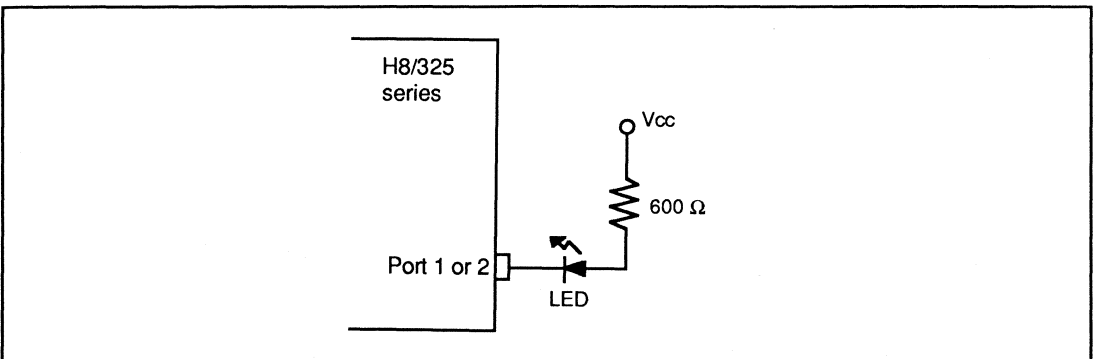 H8/325
series
Vcc
600 Ω
Port 1 or 2
LED